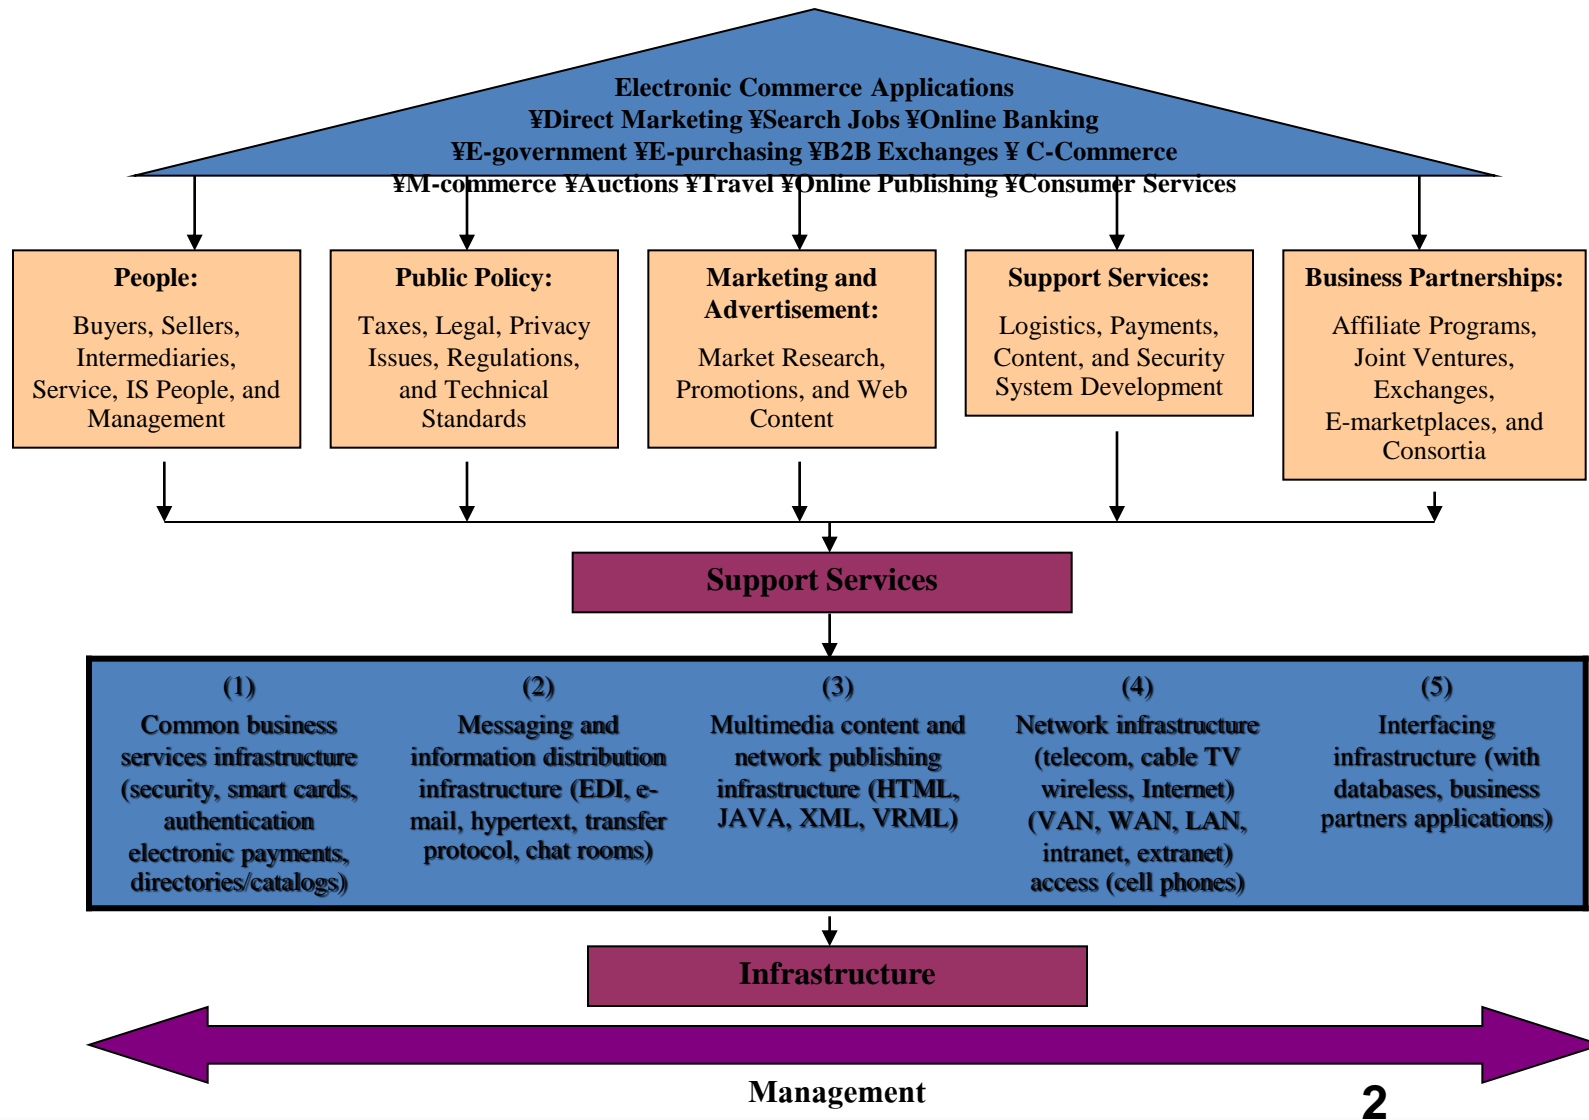 Electronic Commerce Applications
¥Direct Marketing ¥Search Jobs ¥Online Banking
¥E-government ¥E-purchasing ¥B2B Exchanges ¥ C-Commerce
¥M-commerce ¥Auctions ¥Travel ¥Online Publishing ¥Consumer Services
People:
Buyers, Sellers,
Intermediaries,
Service, IS People, and
Management
Public Policy:
Taxes, Legal, Privacy
Issues, Regulations,
and Technical
Standards
Marketing and
Advertisement:
Market Research,
Promotions, and Web
Content
Support Services:
Logistics, Payments,
Content, and Security
System Development
Business Partnerships:
Affiliate Programs,
Joint Ventures,
Exchanges,
E-marketplaces, and
Consortia
Support Services
(1)
Common business
services infrastructure
(security, smart cards,
authentication
electronic payments,
directories/catalogs)
(2)
Messaging and
information distribution
infrastructure (EDI, e-
mail, hypertext, transfer
protocol, chat rooms)
(3)
Multimedia content and
network publishing
infrastructure (HTML,
JAVA, XML, VRML)
(4)
Network infrastructure
(telecom, cable TV
wireless, Internet)
(VAN, WAN, LAN,
intranet, extranet)
access (cell phones)
(5)
Interfacing
infrastructure (with
databases, business
partners applications)
Infrastructure
Management
2